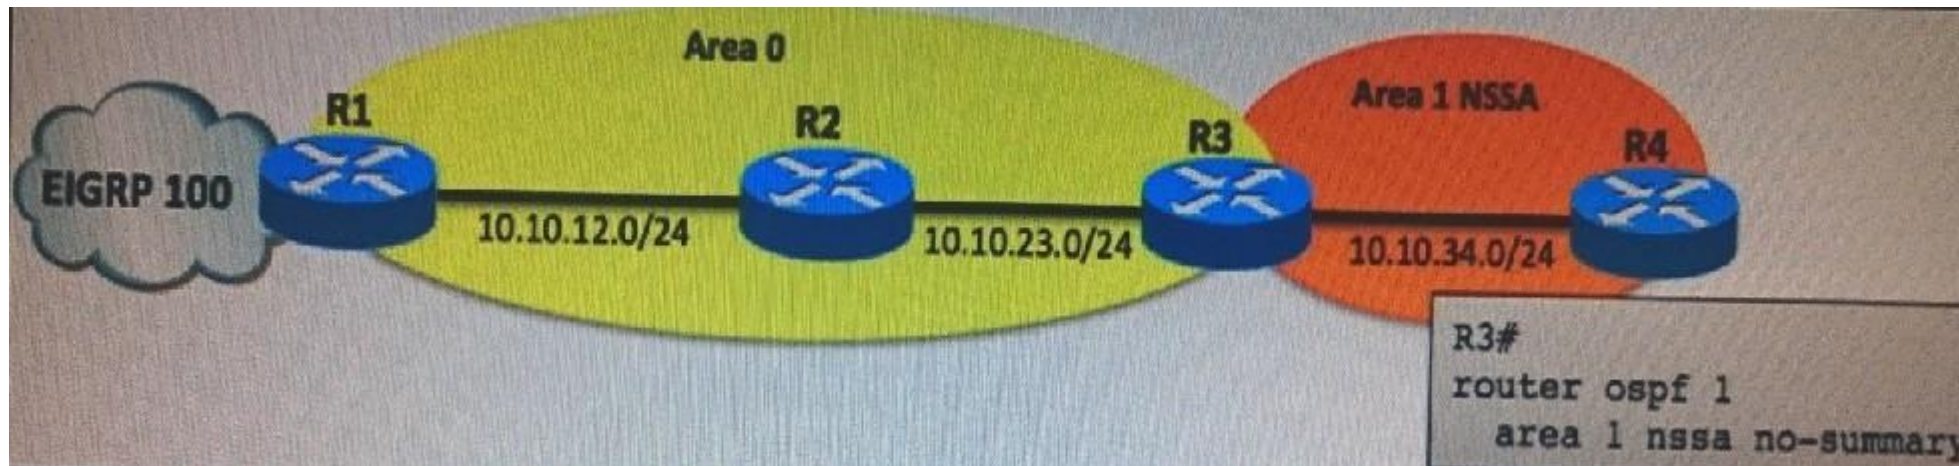 Area 0
Area 1 NSSA
R1
R2
R3
R4
EIGRP 100
10.10.12.0/24
10.10.23.0/24
10.10.34.0/24
R3#
router ospf 1
area 1 nssa no-summary